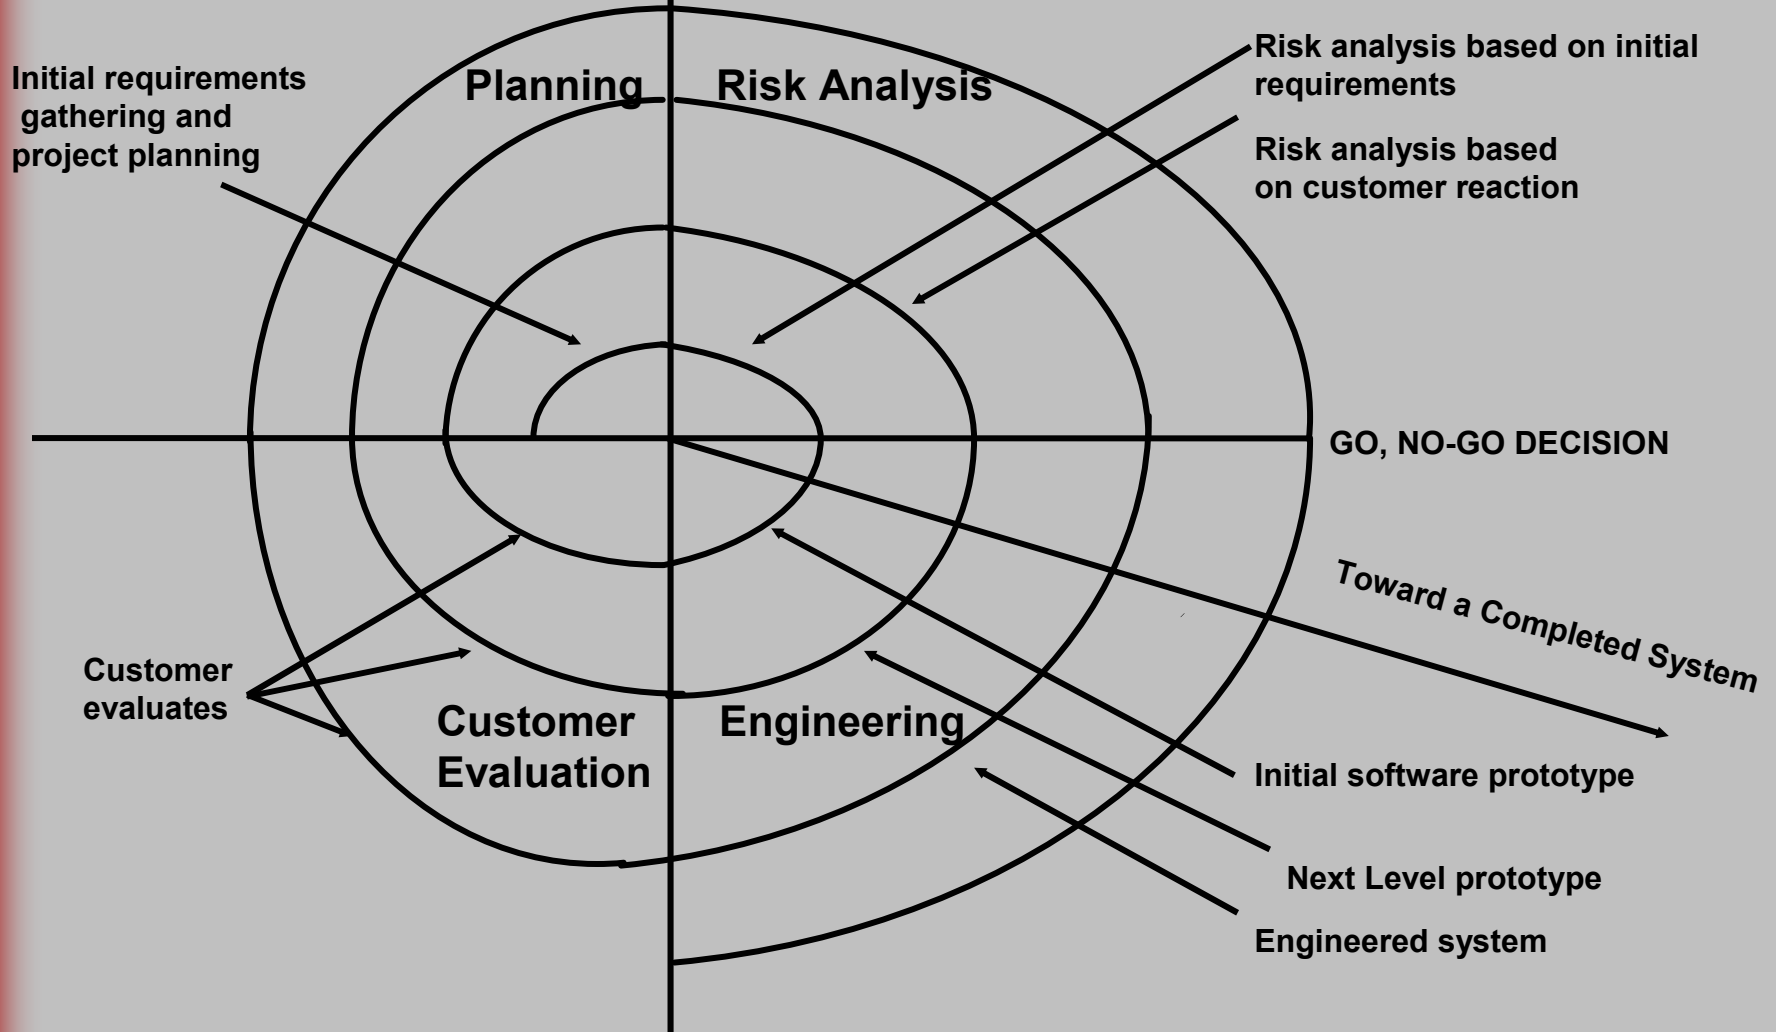 Initial requirements
gathering and
project planning
Planning
Risk Analysis
Risk analysis based on initial
requirements
Risk analysis based
on customer reaction
GO, NO-GO DECISION
Toward a Completed System
Customer
evaluates
Customer
Evaluation
Engineering
Initial software prototype
Next Level prototype
Engineered system